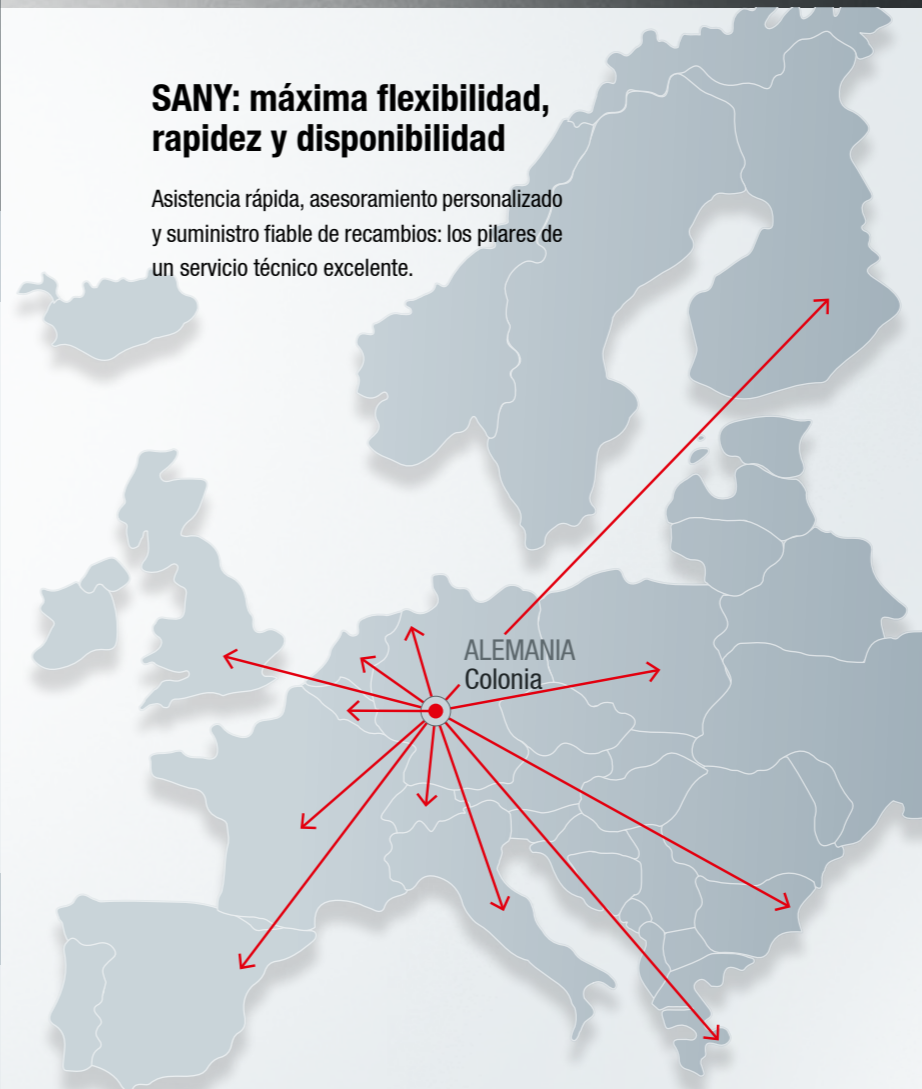 SANY: máxima flexibilidad,
rapidez y disponibilidad
Asistencia rápida, asesoramiento personalizado
y suministro fiable de recambios: los pilares de
un servicio técnico excelente.
ALEMANIA
Colonia